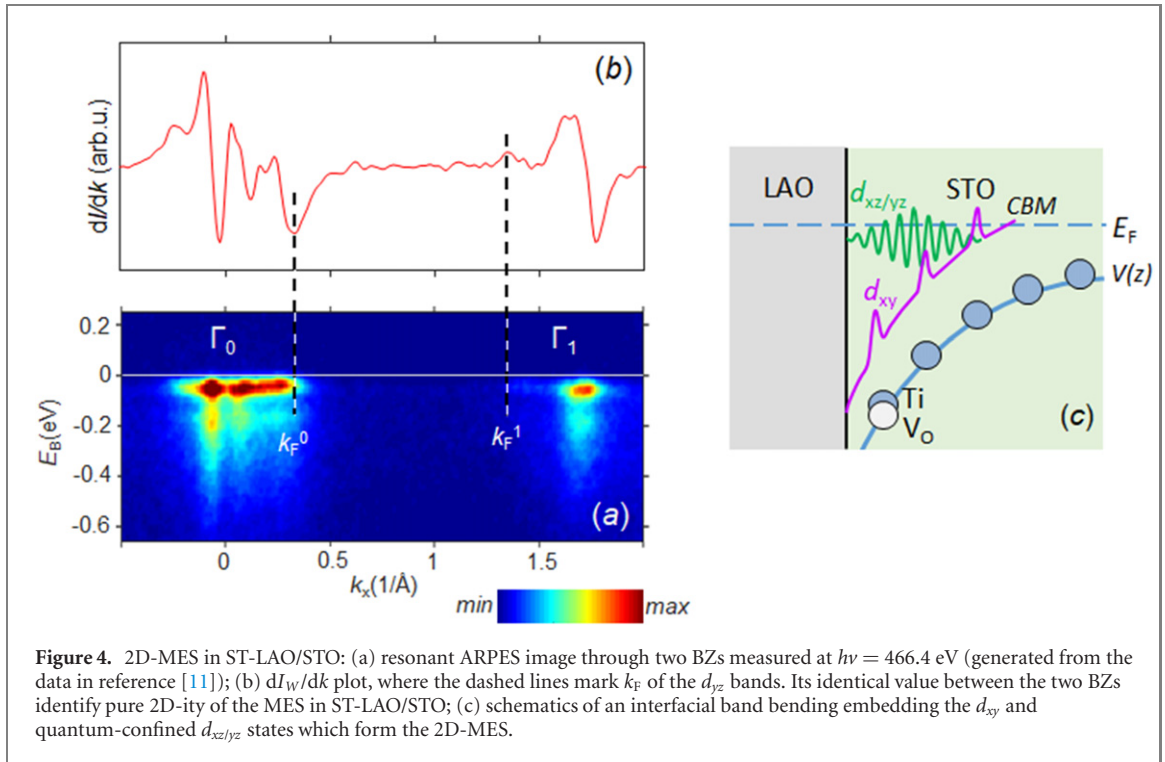 (b)
dI/dk (arb.u.)
Γ0
Γ1
0.2
0
-0.2
-0.4
-0.6
E_B(eV)
k_F^0
k_F^1
(a)
0
0.5
1
1.5
k_x(1/Å)
min
max
LAO
d_xz/yz
STO
CBM
E_F
V(z)
d_xy
Ti
V_O
(c)
Figure 4. 2D-MES in ST-LAO/STO: (a) resonant ARPES image through two BZs measured at hν = 466.4 eV (generated from the
data in reference [11]); (b) dI_W/dk plot, where the dashed lines mark k_F of the d_yz bands. Its identical value between the two BZs
identify pure 2D-ity of the MES in ST-LAO/STO; (c) schematics of an interfacial band bending embedding the d_xy and
quantum-confined d_xz/yz states which form the 2D-MES.